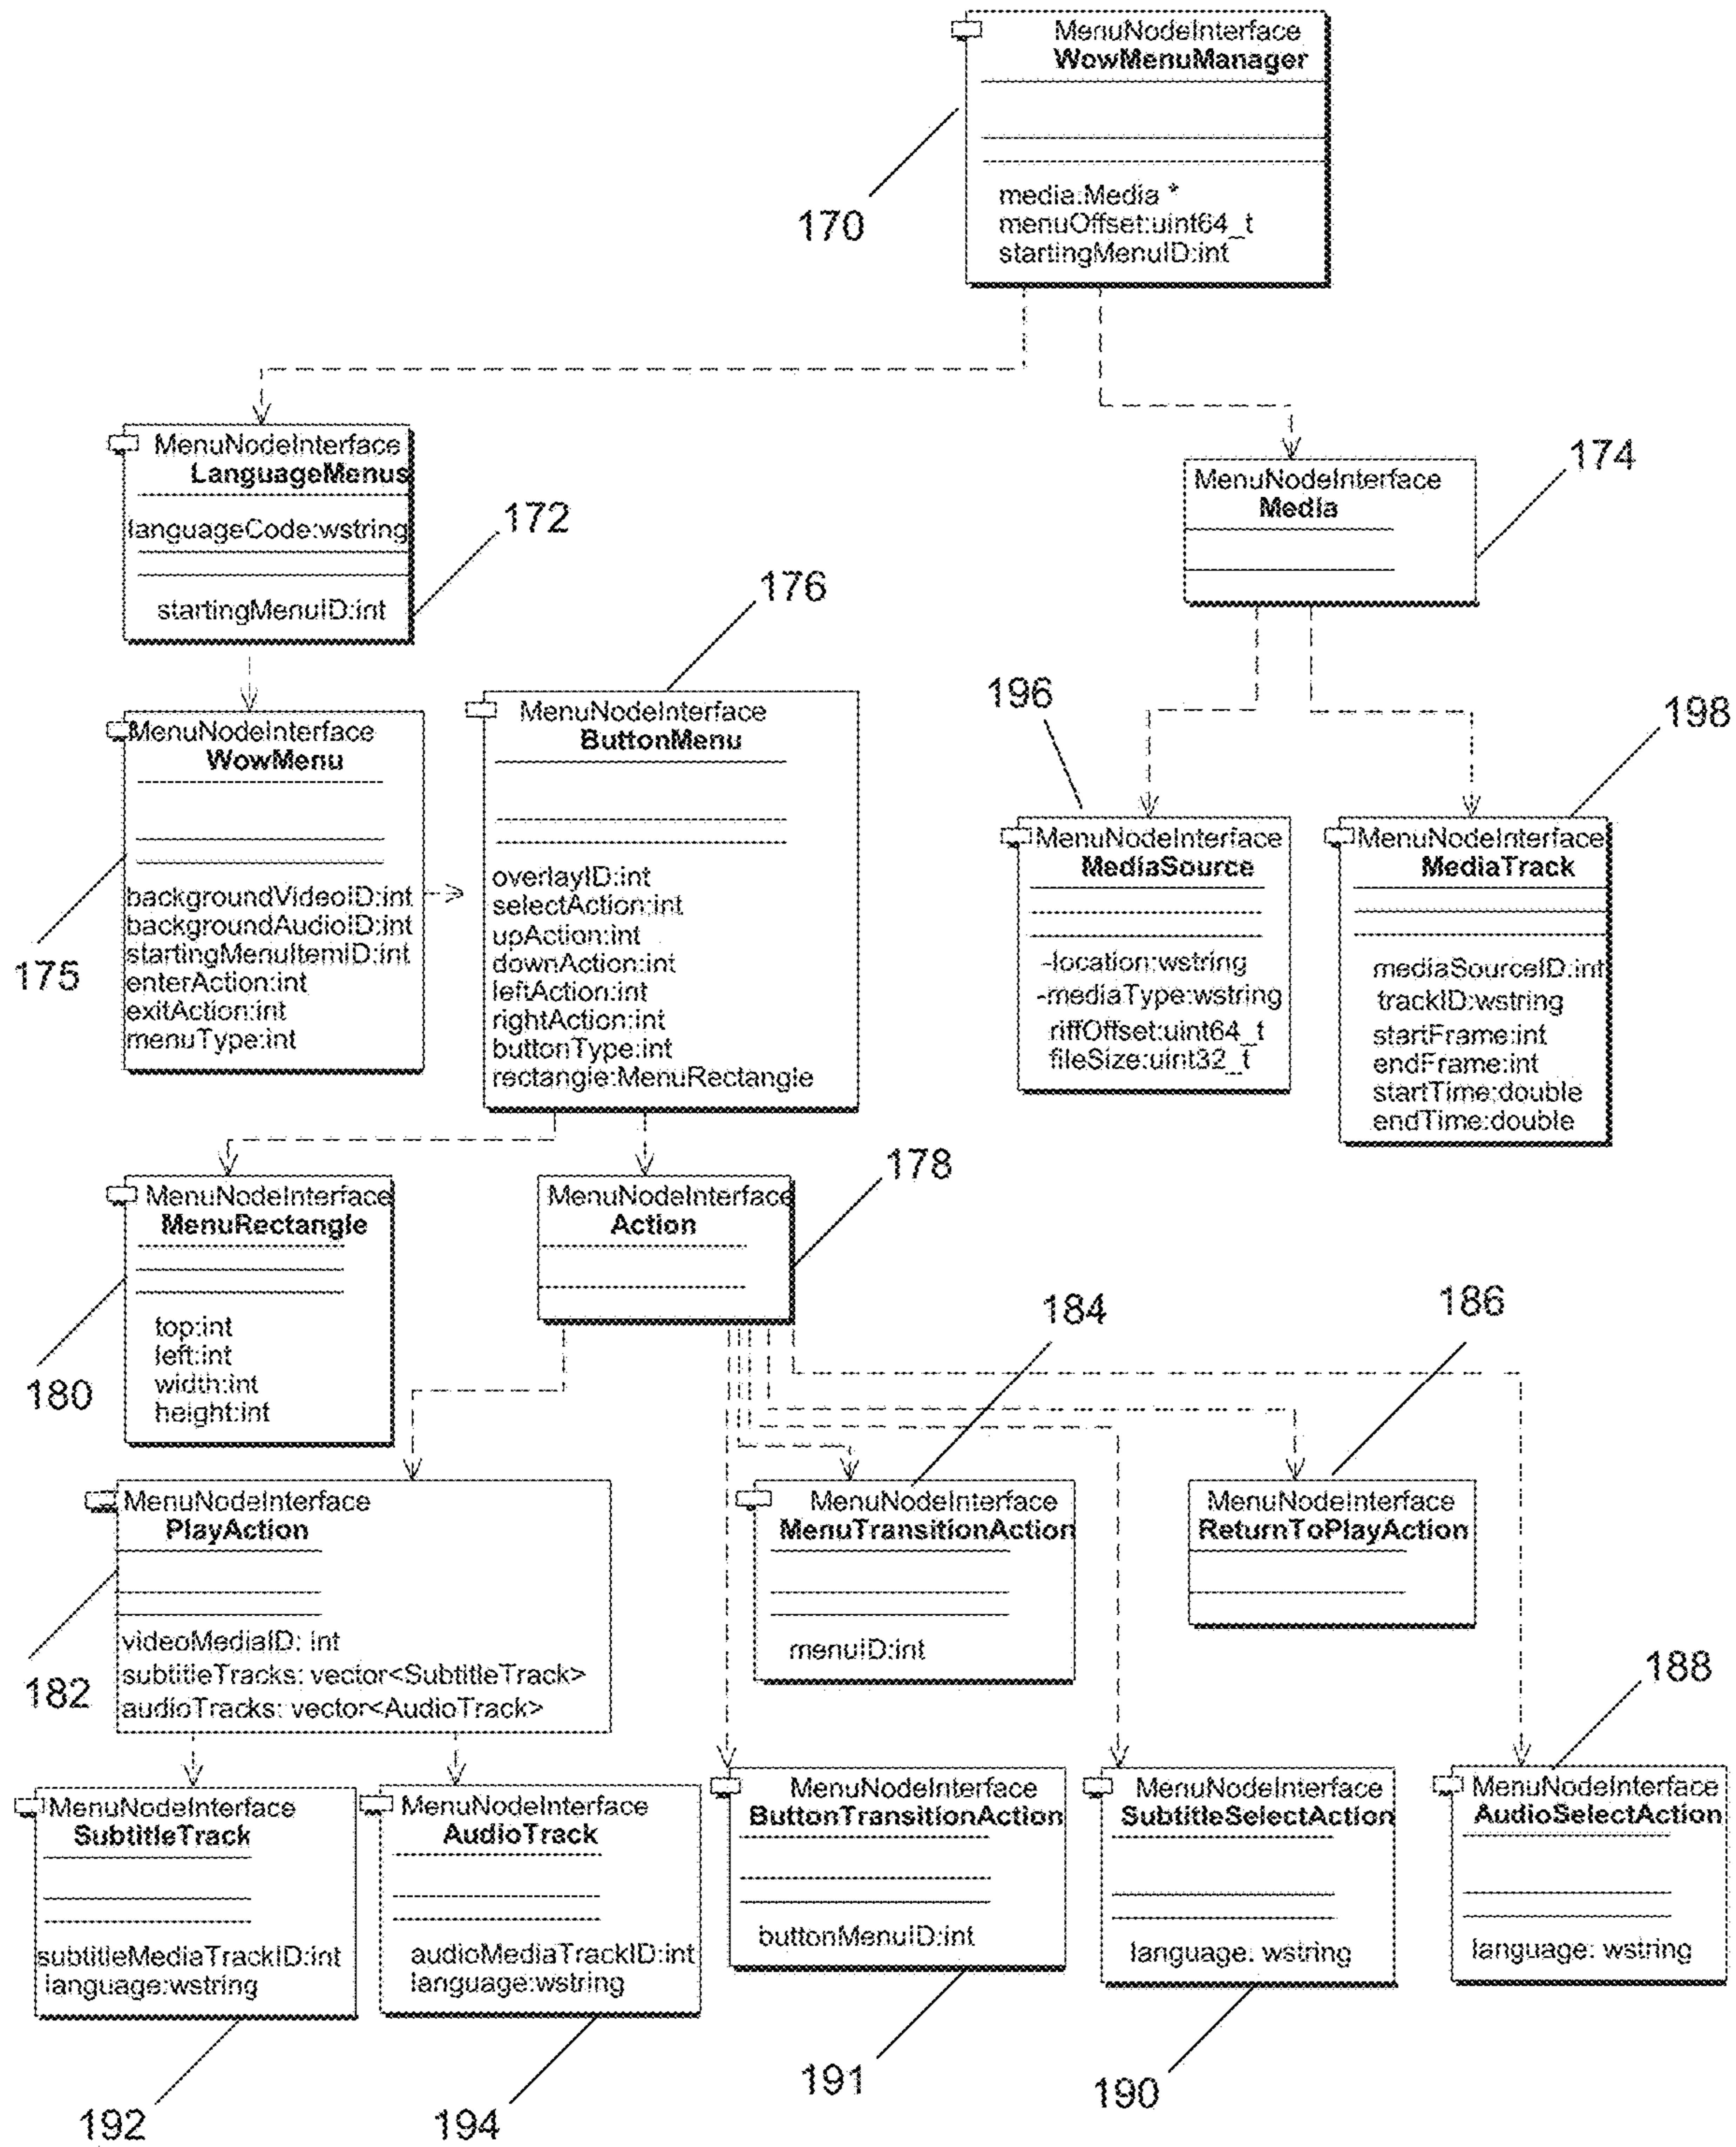 MenuNodeInterface
WowMenuManager
media:Media *
menuOffset:uint64_t
startingMenuID:int
170
MenuNodeInterface
LanguageMenus
languageCode:wstring
startingMenuID:int
172
MenuNodeInterface
Media
174
176
MenuNodeInterface
WowMenu
backgroundVideoID:int
backgroundAudioID:int
startingMenuItemID:int
enterAction:int
exitAction:int
menuType:int
175
MenuNodeInterface
ButtonMenu
overlayID:int
selectAction:int
upAction:int
downAction:int
leftAction:int
rightAction:int
buttonType:int
rectangle:MenuRectangle
196
MenuNodeInterface
MediaSource
-location:wstring
-mediaType:wstring
riffOffset:uint64_t
fileSize:uint32_t
198
MenuNodeInterface
MediaTrack
mediaSourceID:int
trackID:wstring
startFrame:int
endFrame:int
startTime:double
endTime:double
MenuNodeInterface
MenuRectangle
top:int
left:int
width:int
height:int
180
MenuNodeInterface
Action
178
184
186
MenuNodeInterface
PlayAction
videoMediaID: int
subtitleTracks: vector<SubtitleTrack>
audioTracks: vector<AudioTrack>
182
MenuNodeInterface
MenuTransitionAction
menuID:int
MenuNodeInterface
ReturnToPlayAction
188
MenuNodeInterface
SubtitleTrack
subtitleMediaTrackID:int
language:wstring
192
MenuNodeInterface
AudioTrack
audioMediaTrackID:int
language:wstring
194
MenuNodeInterface
ButtonTransitionAction
buttonMenuID:int
191
MenuNodeInterface
SubtitleSelectAction
language: wstring
190
MenuNodeInterface
AudioSelectAction
language: wstring